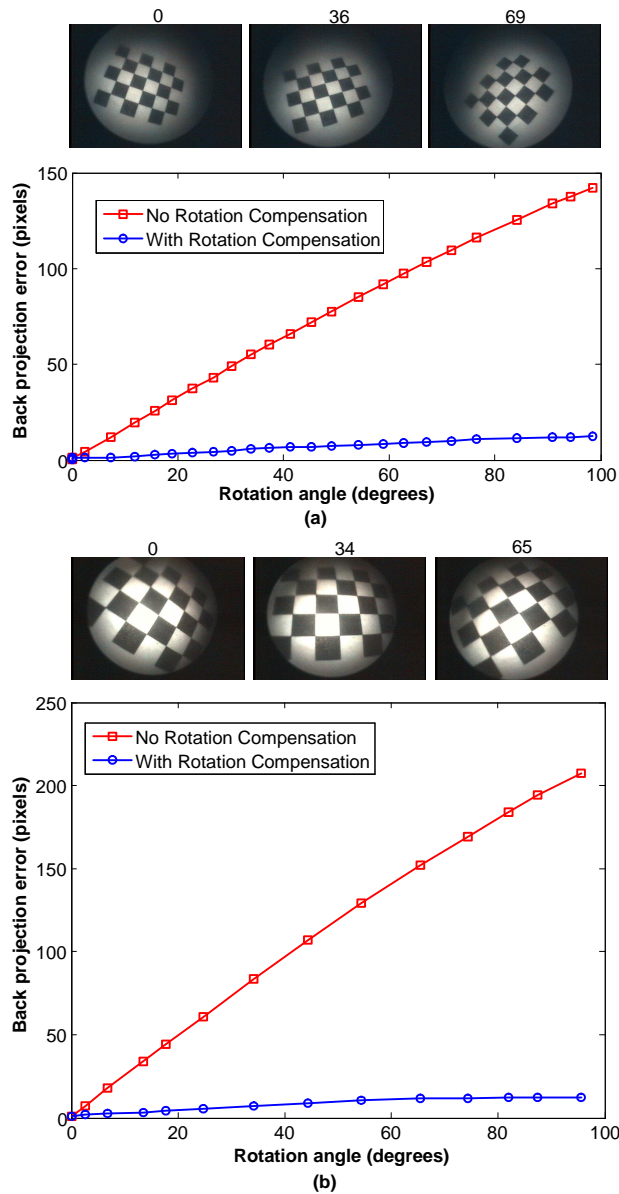 0 36 69
150
100
50
0
Back projection error (pixels)
No Rotation Compensation
With Rotation Compensation
0 20 40 60 80 100
Rotation angle (degrees)
(a)
0 34 65
250
200
150
100
50
0
Back projection error (pixels)
No Rotation Compensation
With Rotation Compensation
0 20 40 60 80 100
Rotation angle (degrees)
(b)